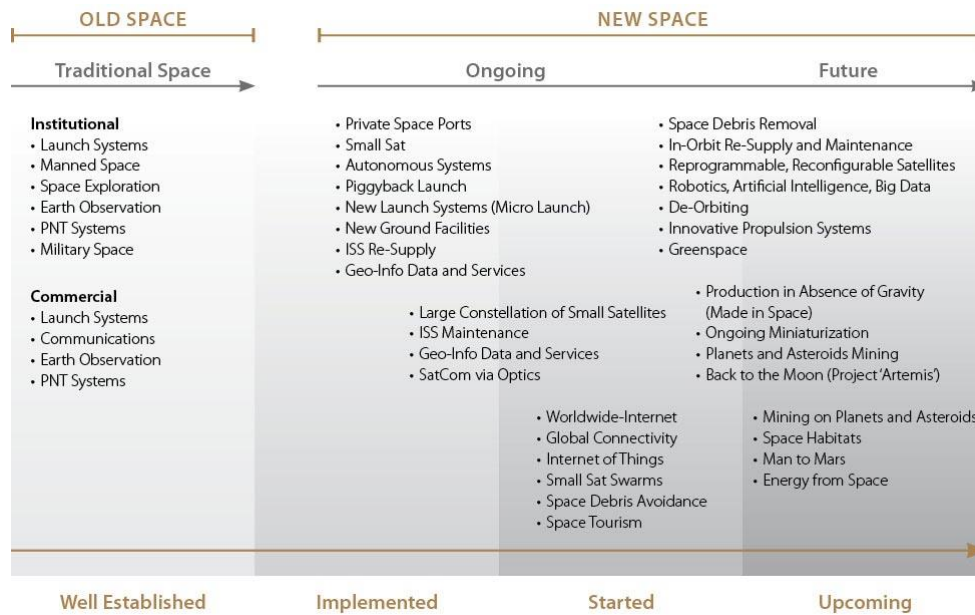 OLD SPACE
NEW SPACE
Traditional Space
Ongoing
Future
Institutional
• Launch Systems
• Manned Space
• Space Exploration
• Earth Observation
• PNT Systems
• Military Space
Commercial
• Launch Systems
• Communications
• Earth Observation
• PNT Systems
• Private Space Ports
• Small Sat
• Autonomous Systems
• Piggyback Launch
• New Launch Systems (Micro Launch)
• New Ground Facilities
• ISS Re-Supply
• Geo-Info Data and Services
• Large Constellation of Small Satellites
• ISS Maintenance
• Geo-Info Data and Services
• SatCom via Optics
• Worldwide-Internet
• Global Connectivity
• Internet of Things
• Small Sat Swarms
• Space Debris Avoidance
• Space Tourism
• Space Debris Removal
• In-Orbit Re-Supply and Maintenance
• Reprogrammable, Reconfigurable Satellites
• Robotics, Artificial Intelligence, Big Data
• De-Orbiting
• Innovative Propulsion Systems
• Greenspace
• Production in Absence of Gravity
(Made in Space)
• Ongoing Miniaturization
• Planets and Asteroids Mining
• Back to the Moon (Project ‘Artemis’)
• Mining on Planets and Asteroids
• Space Habitats
• Man to Mars
• Energy from Space
Well Established
Implemented
Started
Upcoming